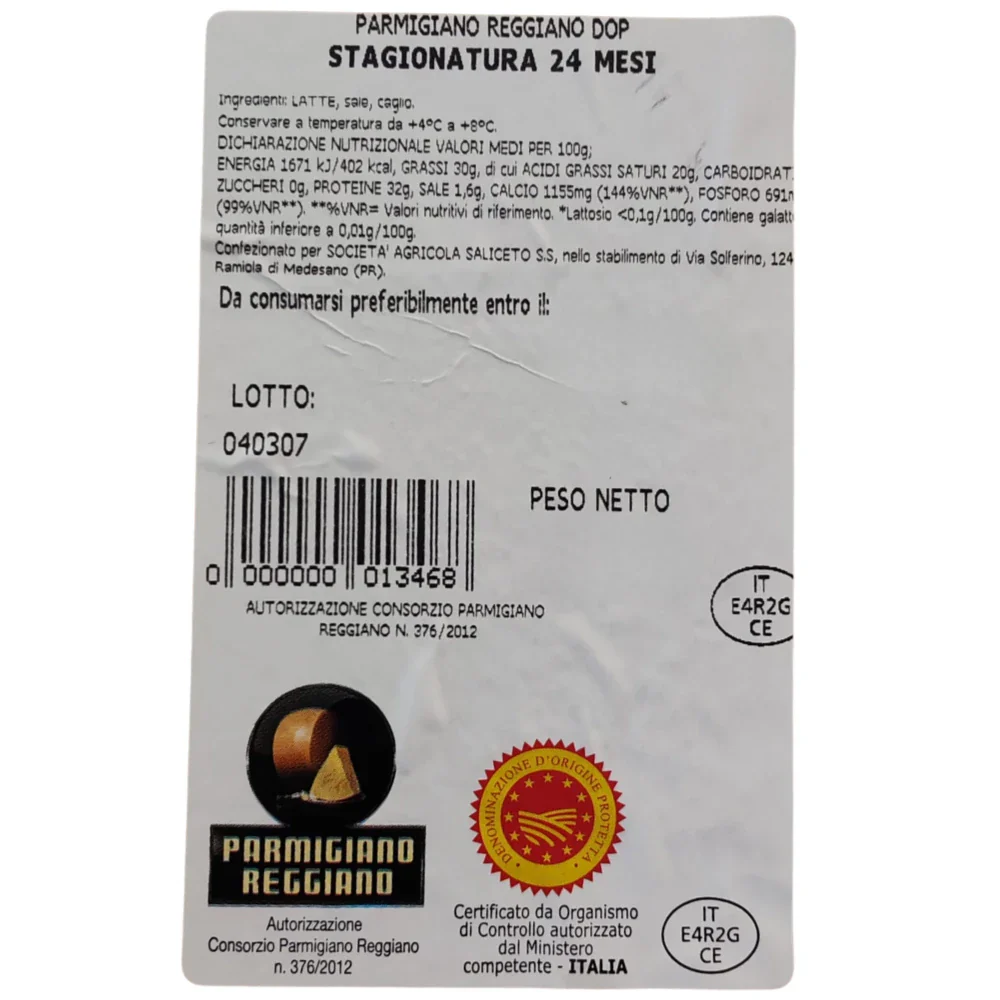 PARMIGIANO REGGIANO DOP
STAGIONATURA 24 MESI
Ingredienti: LATTE, sale, caglio.
Conservare a temperatura da +4°C a +8°C.
DICHIARAZIONE NUTRIZIONALE VALORI MEDI PER 100g;
ENERGIA 1671 kJ/402 kcal, GRASSI 30g, di cui ACIDI GRASSI SATURI 20g, CARBOIDRAT
ZUCCHERI 0g, PROTEINE 32g, SALE 1,6g, CALCIO 1155mg (144%VNR**), FOSFORO 691m
(99%VNR**). **%VNR= Valori nutritivi di riferimento. *Lattosio <0,1g/100g. Contiene galatt
quantità inferiore a 0,01g/100g.
Confezionato per SOCIETA' AGRICOLA SALICETO S.S, nello stabilimento di Via Solferino, 124
Ramiola di Medesano (PR).
Da consumarsi preferibilmente entro il:
LOTTO:
040307
PESO NETTO
0 000000 013468
AUTORIZZAZIONE CONSORZIO PARMIGIANO
REGGIANO N. 376/2012
IT
E4R2G
CE
PARMIGIANO
REGGIANO
Autorizzazione
Consorzio Parmigiano Reggiano
n. 376/2012
DENOMINAZIONE D'ORIGINE PROTETTA
Certificato da Organismo
di Controllo autorizzato
dal Ministero
competente - ITALIA
IT
E4R2G
CE